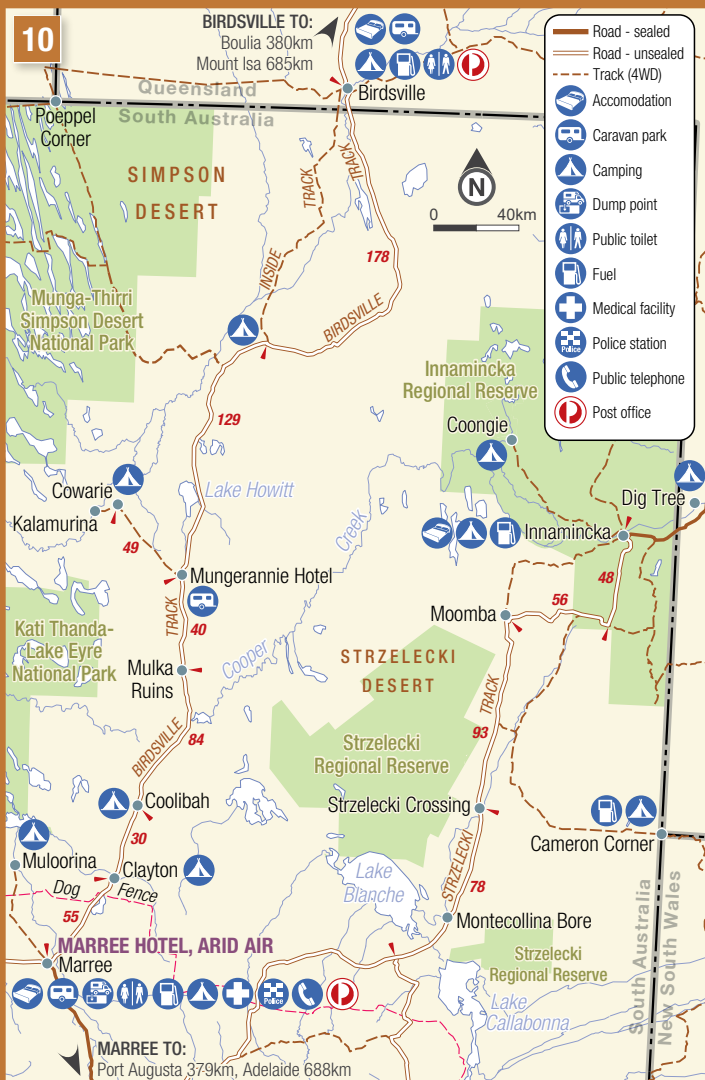 10
BIRDSVILLE TO:
Boulia 380km
Mount Isa 685km
Road - sealed
Road - unsealed
Track (4WD)
Accomodation
Caravan park
Camping
Dump point
Public toilet
Fuel
Medical facility
Police
Police station
Public telephone
Post office
Queensland
South Australia
Birdsville
Poeppel
Corner
SIMPSON
DESERT
N
0 40km
TRACK
TRACK
INSIDE
178
BIRDSVILLE
Munga-Thirri
Simpson Desert
National Park
Innamincka
Regional Reserve
129
Coongie
Cowarie
Kalamurina
Lake Howitt
49
Dig Tree
Innamincka
Creek
Mungerannie Hotel
48
56
TRACK
40
Moomba
Kati Thanda-
Lake Eyre
National Park
Mulka
Ruins
Cooper
STRZELECKI
DESERT
TRACK
84
93
BIRDSVILLE
Strzelecki
Regional Reserve
Coolibah
Strzelecki Crossing
30
Cameron Corner
Muloorina
Clayton
Dog Fence
Lake
Blanche
STRZELECKI
78
55
Montecollina Bore
MARREE HOTEL, ARID AIR
Marree
Strzelecki
Regional Reserve
South Australia
New South Wales
Police
Lake
Callabonna
MARREE TO:
Port Augusta 379km, Adelaide 688km